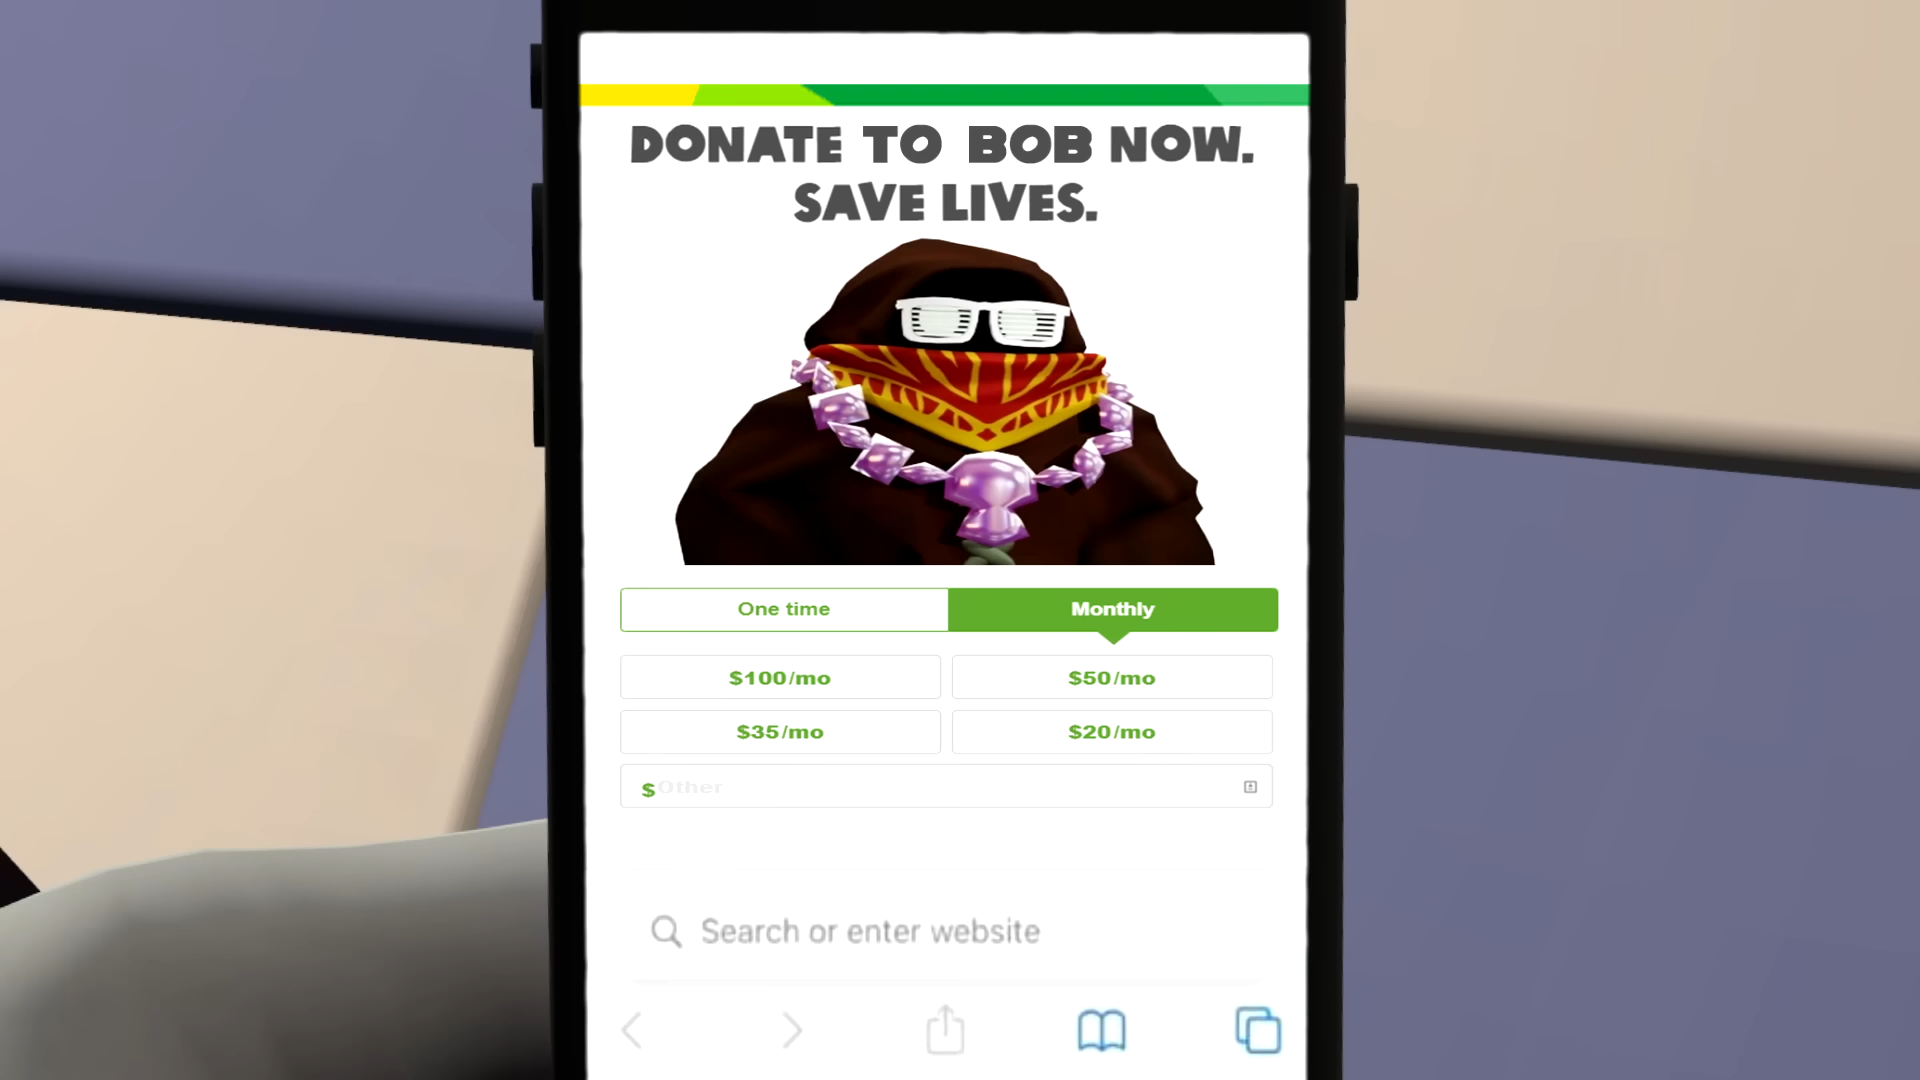 DONATE TO BOB NOW.
SAVE LIVES.
One time Monthly
$100/mo $50/mo
$35/mo $20/mo
$Other
Search or enter website